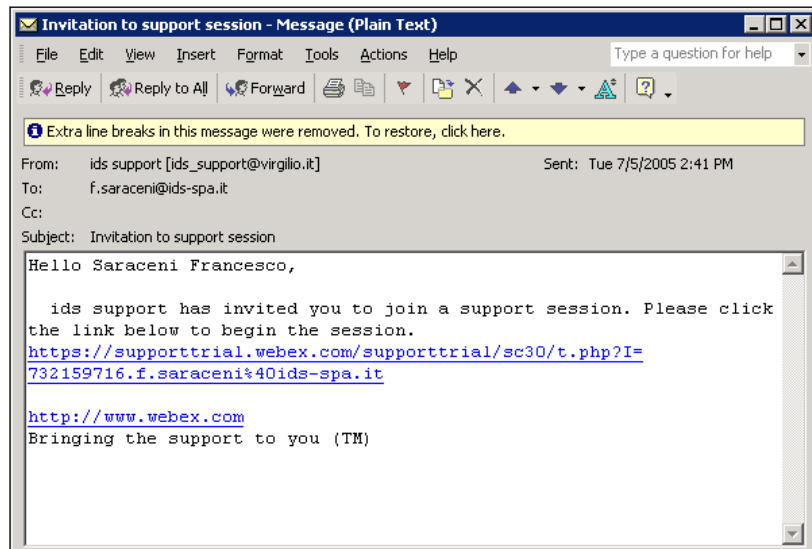 Invitation to support session - Message (Plain Text)
File Edit View Insert Format Tools Actions Help Type a question for help
Reply Reply to All Forward
Extra line breaks in this message were removed. To restore, click here.
From: ids support [ids_support@virgilio.it] Sent: Tue 7/5/2005 2:41 PM
To: f.saraceni@ids-spa.it
Cc:
Subject: Invitation to support session
Hello Saraceni Francesco,
ids support has invited you to join a support session. Please click
the link below to begin the session.
https://supporttrial.webex.com/supporttrial/sc30/t.php?I=
732159716.f.saraceni%40ids-spa.it
http://www.webex.com
Bringing the support to you (TM)